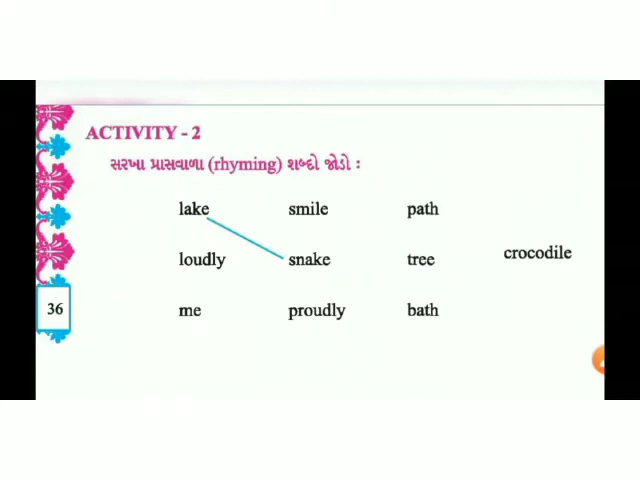 ACTIVITY - 2
સરખા પ્રાસવાળા (rhyming) શબ્દો જોડો :
lake smile path
loudly snake tree crocodile
36 me proudly bath